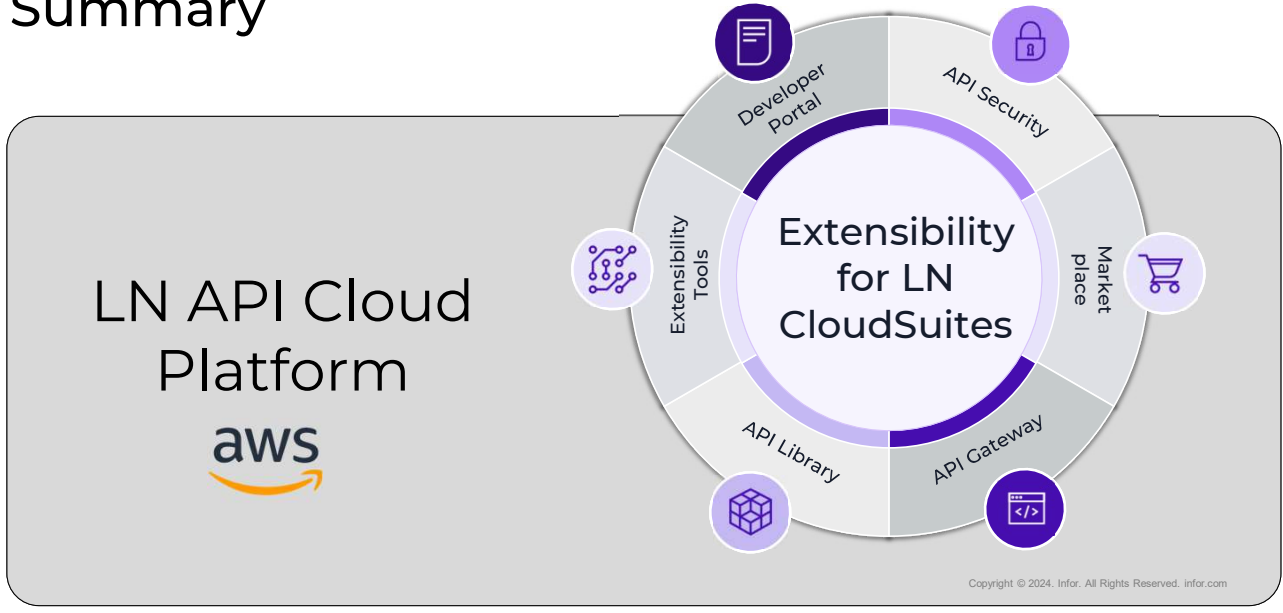 Summary
LN API Cloud
Platform
aws
Developer
Portal
API Security
Market
place
API Gateway
API Library
Extensibility
Tools
Extensibility
for LN
CloudSuites
</>
Copyright © 2024. Infor. All Rights Reserved. infor.com